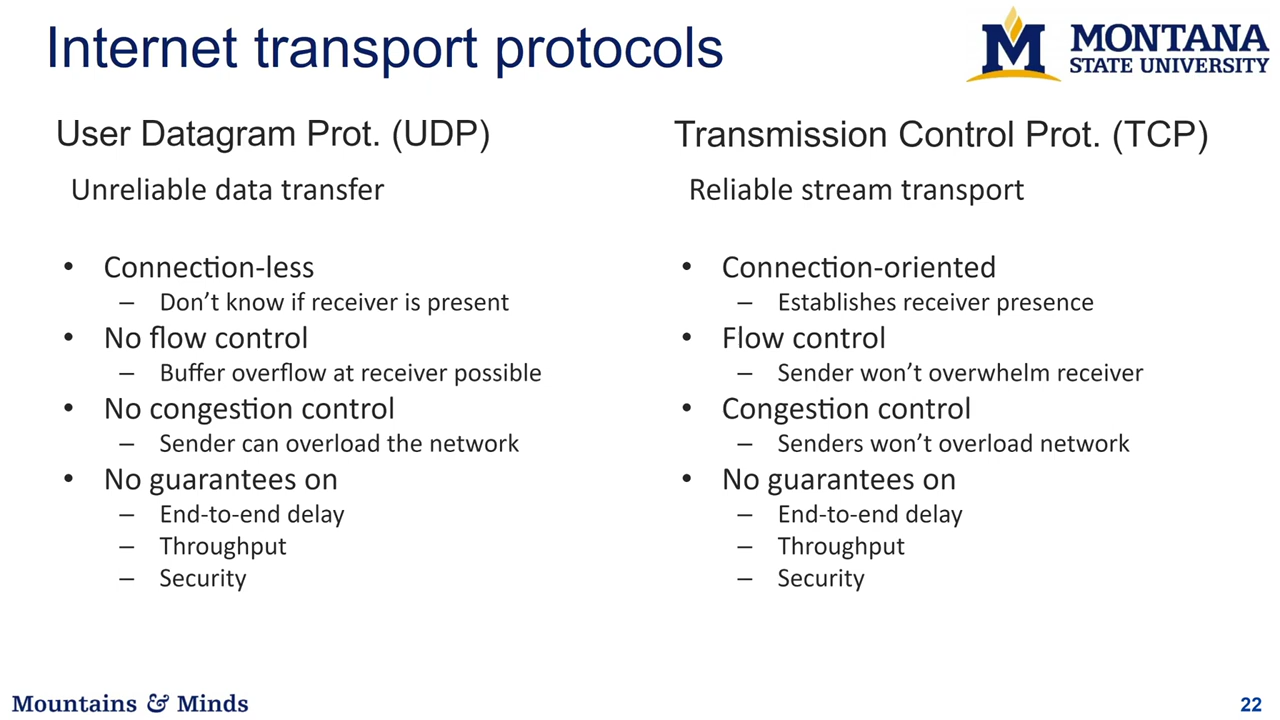 Internet transport protocols
MONTANA
STATE UNIVERSITY
User Datagram Prot. (UDP)
Unreliable data transfer
• Connection-less
– Don’t know if receiver is present
• No flow control
– Buffer overflow at receiver possible
• No congestion control
– Sender can overload the network
• No guarantees on
– End-to-end delay
– Throughput
– Security
Transmission Control Prot. (TCP)
Reliable stream transport
• Connection-oriented
– Establishes receiver presence
• Flow control
– Sender won’t overwhelm receiver
• Congestion control
– Senders won’t overload network
• No guarantees on
– End-to-end delay
– Throughput
– Security
Mountains & Minds
22